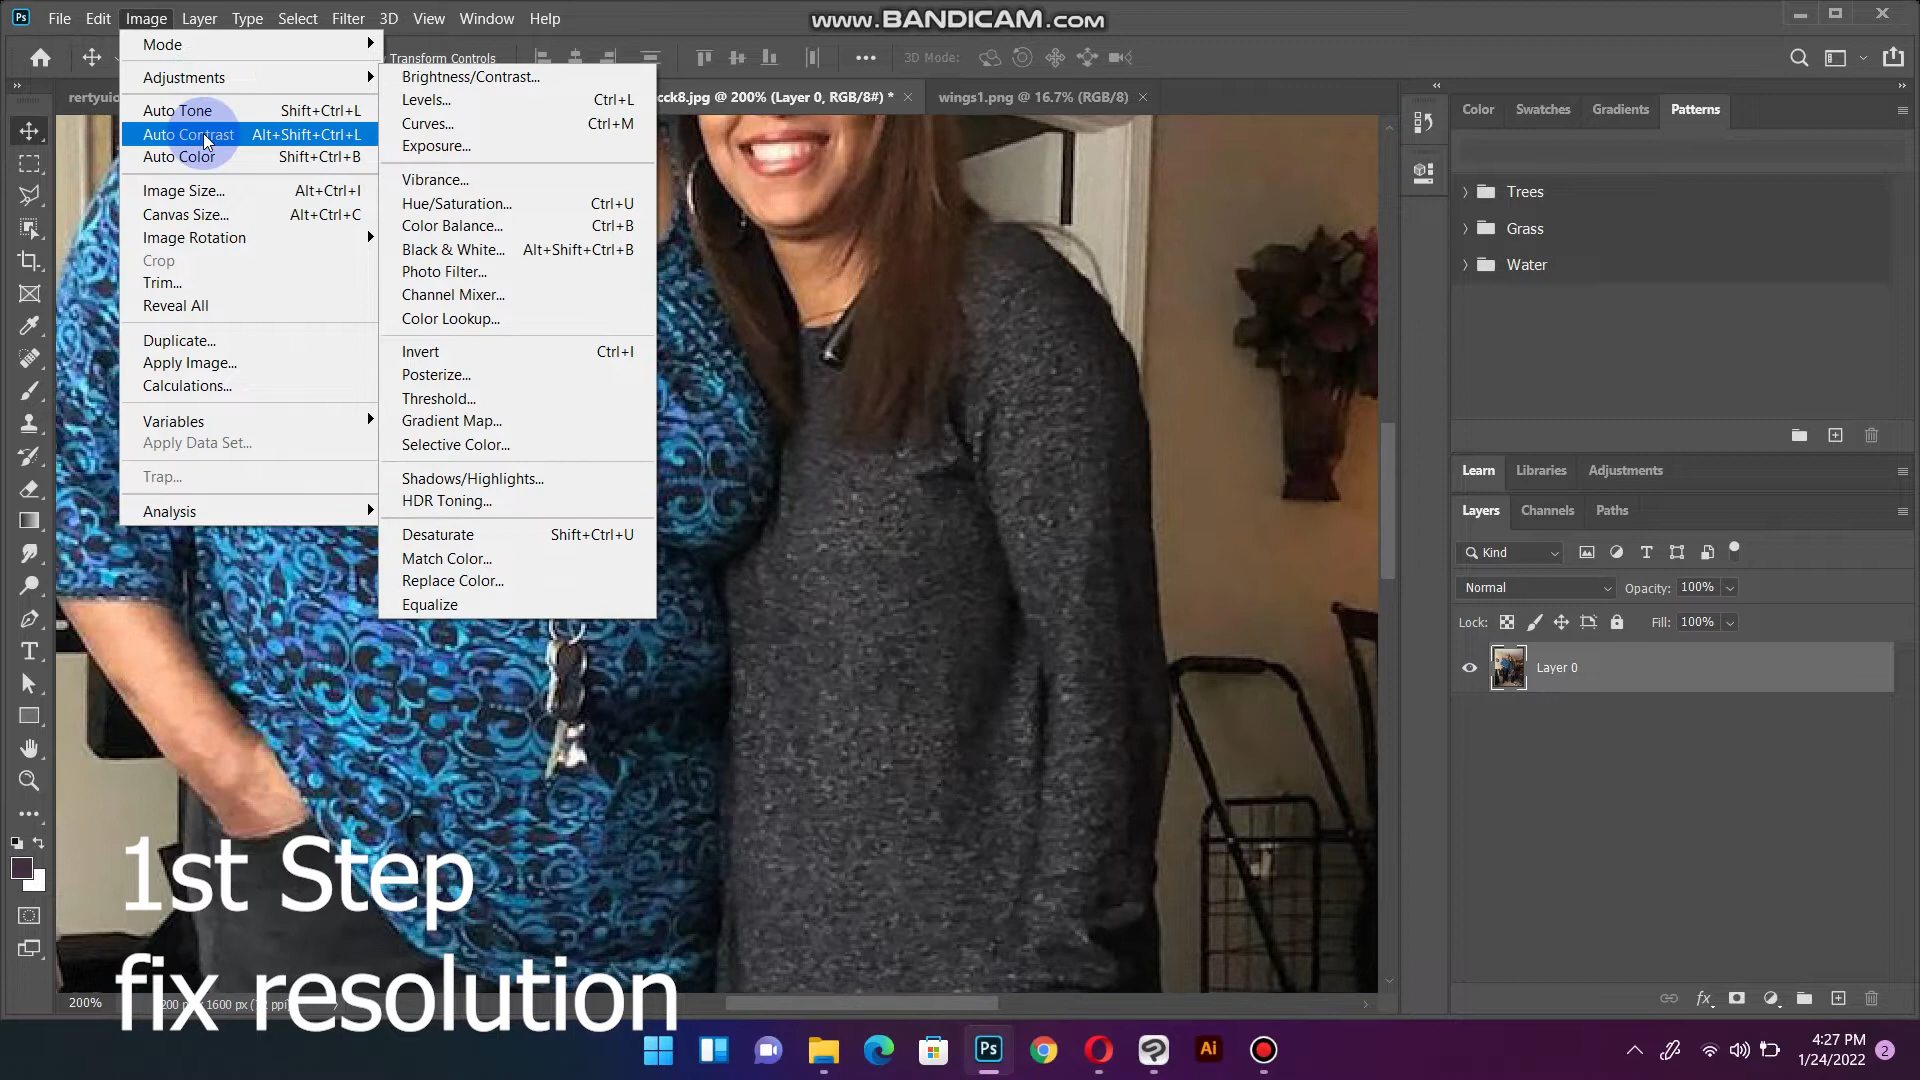 Ps File Edit Image Layer Type Select Filter 3D View Window Help
www.BANDICAM.com
Transform Controls
3D Mode:
rertyuic
cck8.jpg @ 200% (Layer 0, RGB/8#) *
wings1.png @ 16.7% (RGB/8)
Mode
Adjustments
Auto Tone Shift+Ctrl+L
Auto Contrast Alt+Shift+Ctrl+L
Auto Color Shift+Ctrl+B
Image Size... Alt+Ctrl+I
Canvas Size... Alt+Ctrl+C
Image Rotation
Crop
Trim...
Reveal All
Duplicate...
Apply Image...
Calculations...
Variables
Apply Data Set...
Trap...
Analysis
Brightness/Contrast...
Levels... Ctrl+L
Curves... Ctrl+M
Exposure...
Vibrance...
Hue/Saturation... Ctrl+U
Color Balance... Ctrl+B
Black & White... Alt+Shift+Ctrl+B
Photo Filter...
Channel Mixer...
Color Lookup...
Invert Ctrl+I
Posterize...
Threshold...
Gradient Map...
Selective Color...
Shadows/Highlights...
HDR Toning...
Desaturate Shift+Ctrl+U
Match Color...
Replace Color...
Equalize
Color Swatches Gradients Patterns
Trees
Grass
Water
Learn Libraries Adjustments
Layers Channels Paths
Kind
Normal Opacity: 100%
Lock: Fill: 100%
Layer 0
fx
1st Step
fix resolution
200%
Ps Ai
4:27 PM
1/24/2022 2